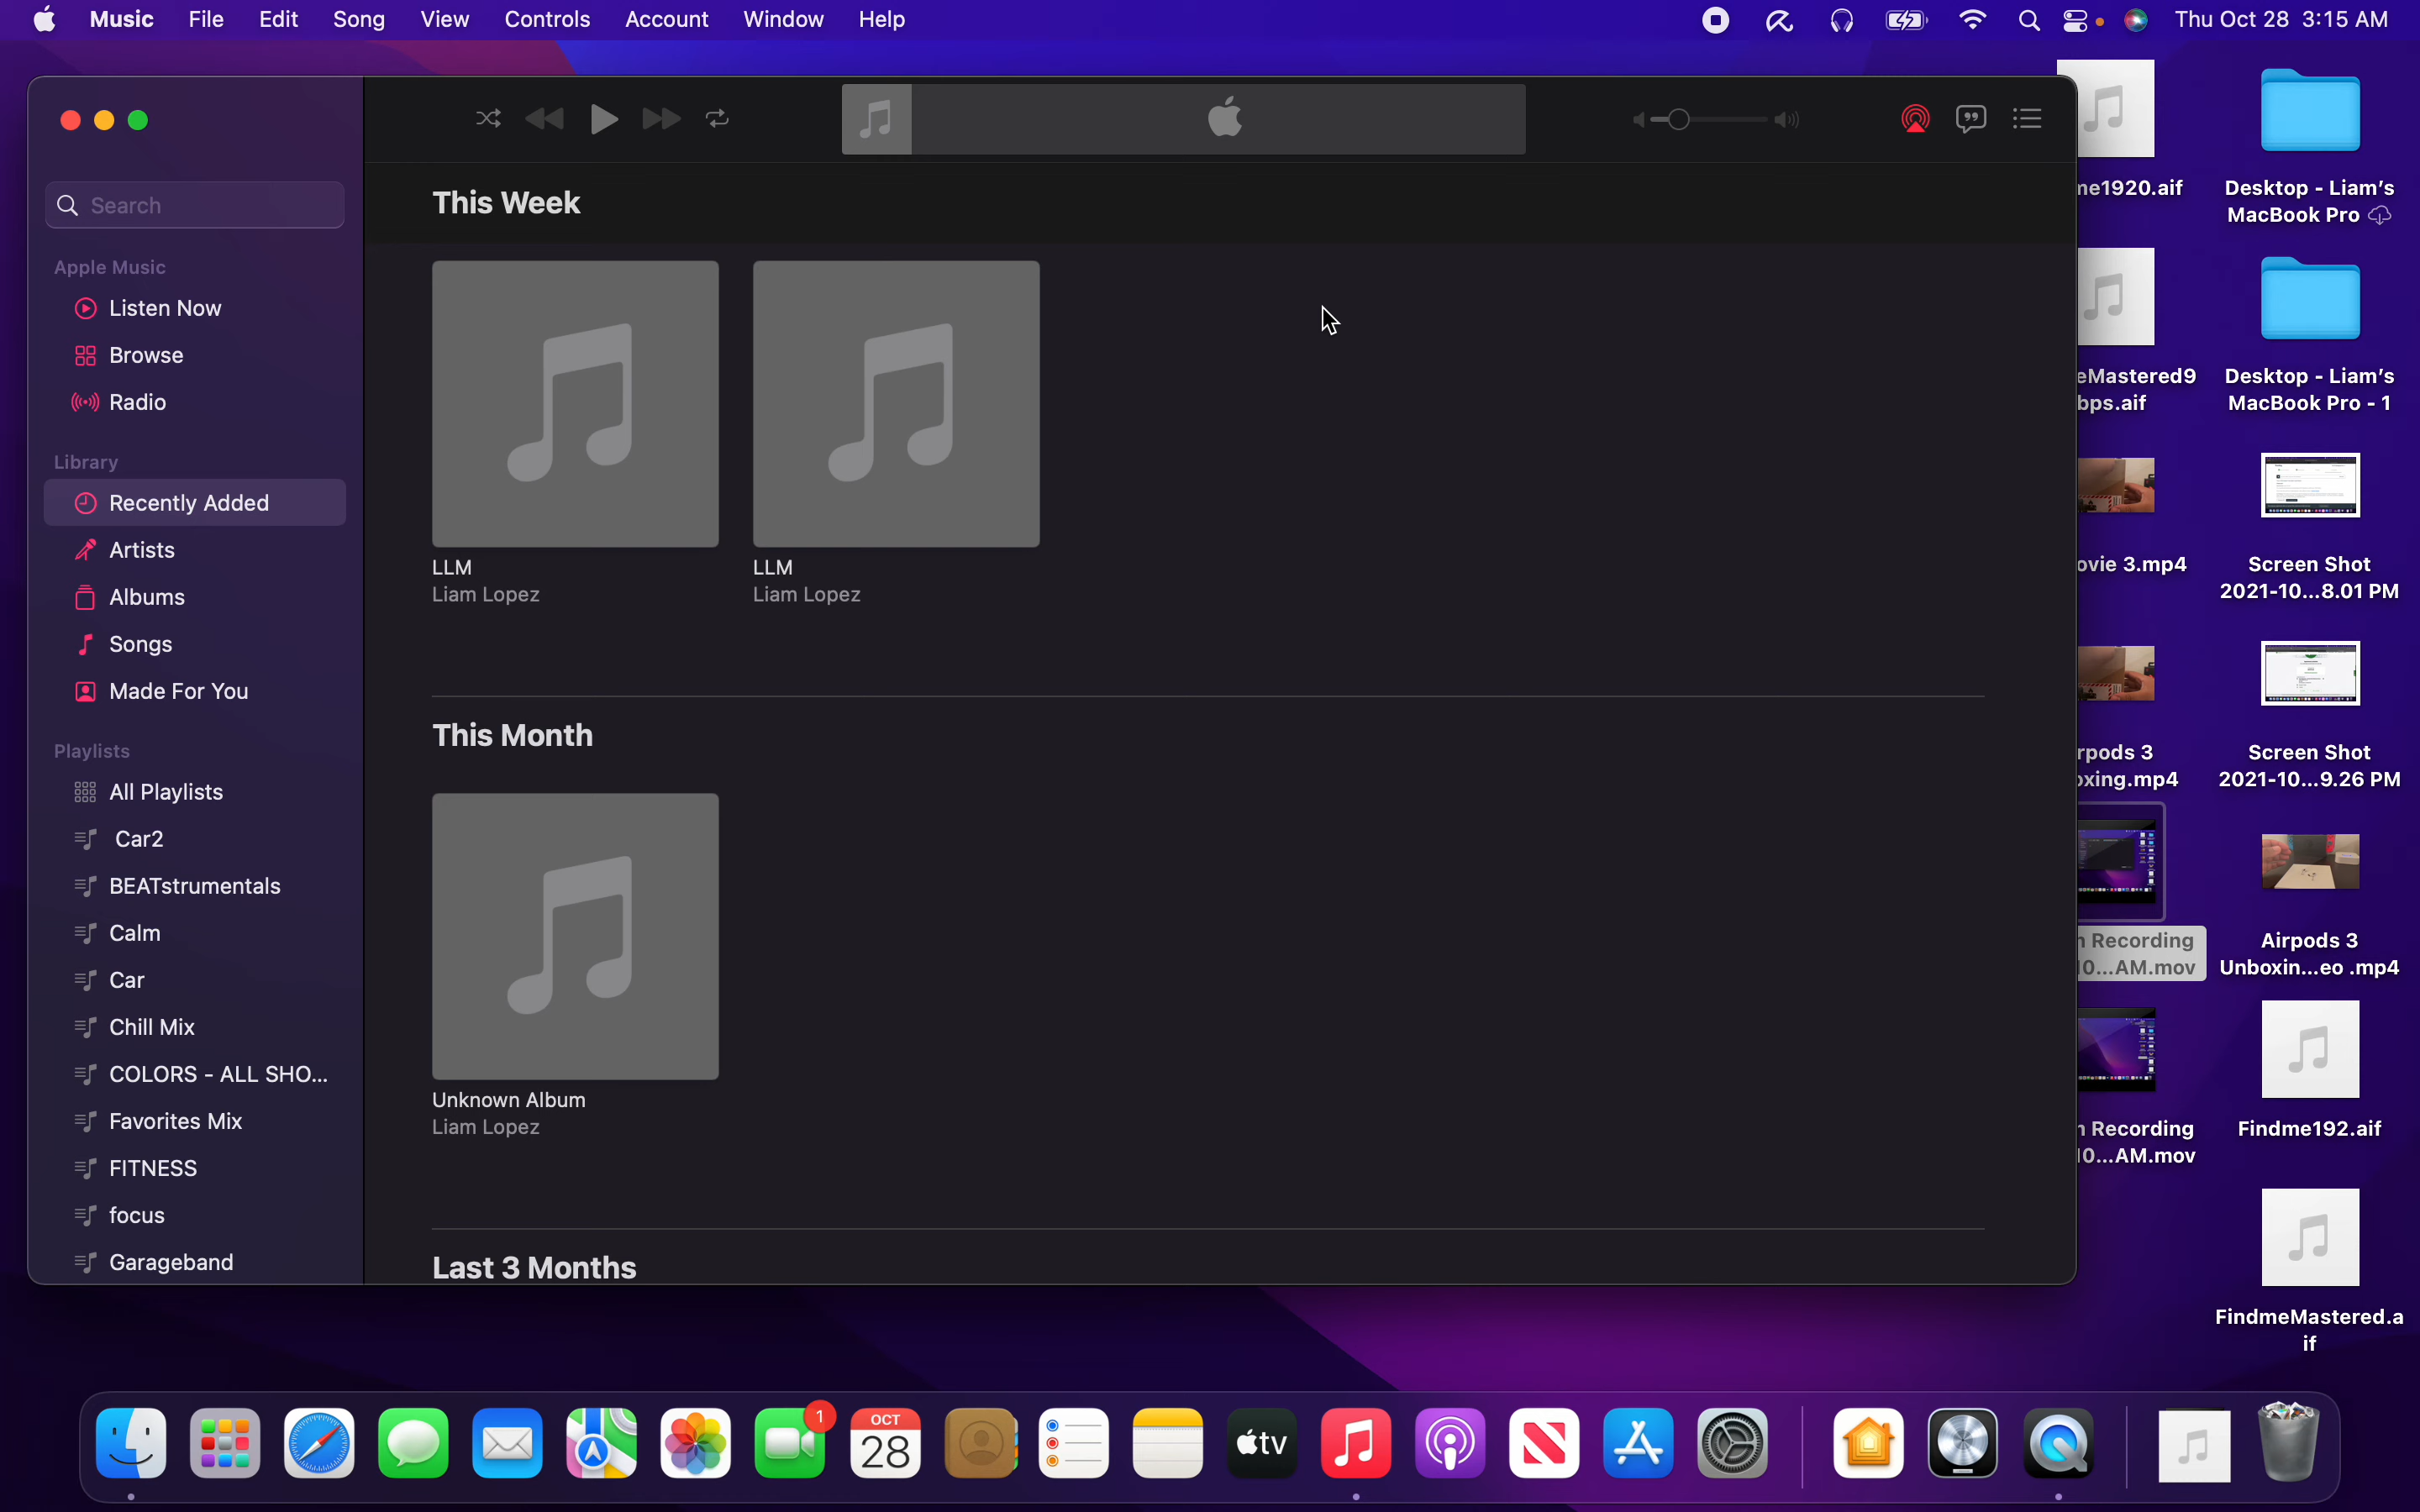 Music File Edit Song View Controls Account Window Help Thu Oct 28 3:15 AM
Search
Apple Music
Listen Now
Browse
Radio
Library
Recently Added
Artists
Albums
Songs
Made For You
Playlists
All Playlists
Car2
BEATstrumentals
Calm
Car
Chill Mix
COLORS - ALL SHO...
Favorites Mix
FITNESS
focus
Garageband
This Week
LLM
Liam Lopez
LLM
Liam Lopez
This Month
Unknown Album
Liam Lopez
Last 3 Months
me1920.aif
eMastered9
bps.aif
ovie 3.mp4
rpods 3
oxing.mp4
n Recording
10...AM.mov
n Recording
10...AM.mov
Desktop - Liam's
MacBook Pro
Desktop - Liam's
MacBook Pro - 1
Screen Shot
2021-10...8.01 PM
Screen Shot
2021-10...9.26 PM
Airpods 3
Unboxin...eo .mp4
Findme192.aif
FindmeMastered.a
if
1
OCT
28
tv